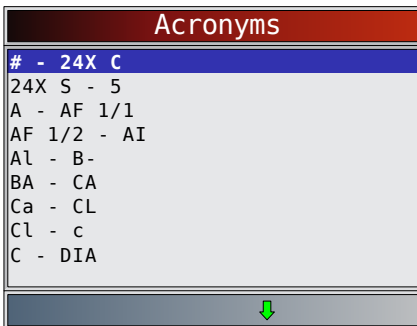 Acronyms
# - 24X C
24X S - 5
A - AF 1/1
AF 1/2 - AI
Al - B-
BA - CA
Ca - CL
Cl - c
C - DIA